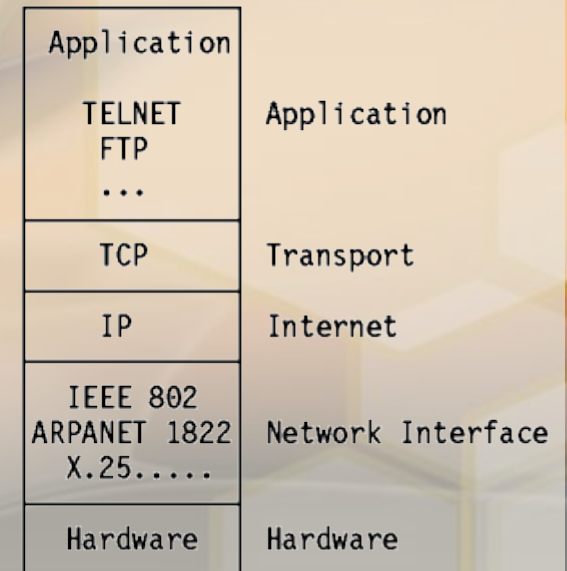 Application
TELNET Application
FTP
...
TCP Transport
IP Internet
IEEE 802
ARPANET 1822 Network Interface
X.25.....
Hardware Hardware